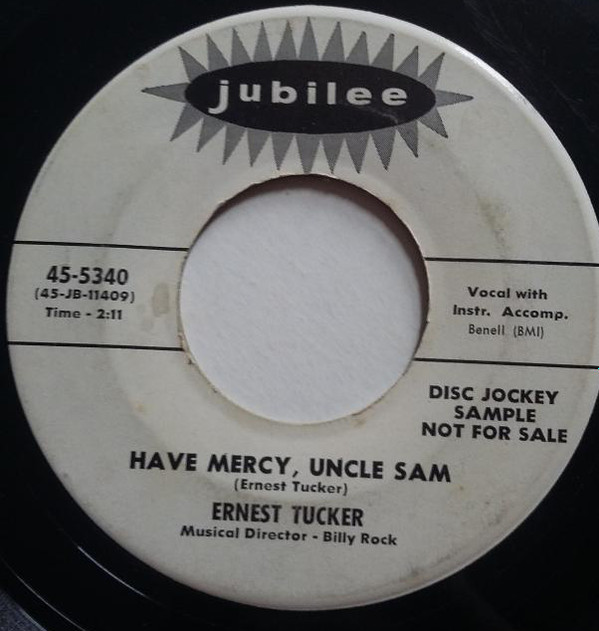 jubilee
45-5340
(45-JB-11409)
Time - 2:11
Vocal with
Instr. Accomp.
Benell (BMI)
DISC JOCKEY
SAMPLE
NOT FOR SALE
HAVE MERCY, UNCLE SAM
(Ernest Tucker)
ERNEST TUCKER
Musical Director - Billy Rock